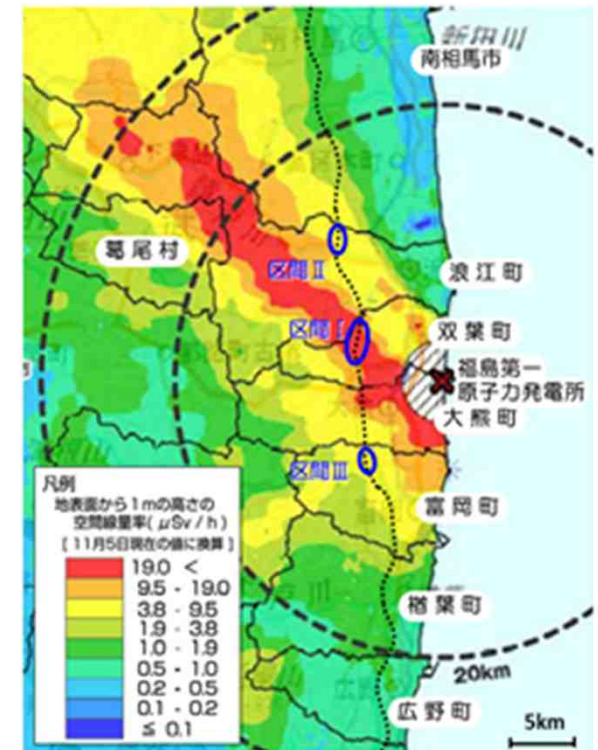 新田川
南相馬市
葛尾村
区間Ⅱ
浪江町
区間Ⅰ
双葉町
福島第一
原子力発電所
大熊町
区間Ⅲ
富岡町
楢葉町
20km
広野町
5km
凡例
地表面から1mの高さの
空間線量率(μSv/h)
[11月5日現在の値に換算]
19.0 <
9.5 - 19.0
3.8 - 9.5
1.9 - 3.8
1.0 - 1.9
0.5 - 1.0
0.2 - 0.5
0.1 - 0.2
≦ 0.1